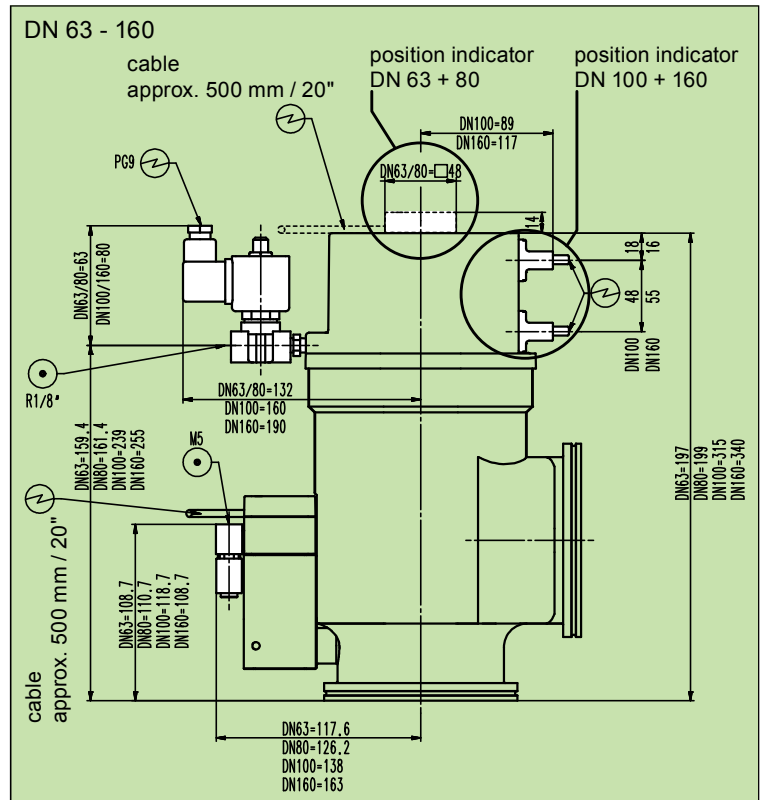 DN 63 - 160
cable
approx. 500 mm / 20"
position indicator
DN 63 + 80
position indicator
DN 100 + 160
DN100=89
DN160=117
PG9
DN63/80=□48
14
18
16
DN63/80=63
DN100/160=80
48
55
DN100
DN160
R1/8"
DN63/80=132
DN100=160
DN160=190
M5
DN63=159.4
DN80=161.4
DN100=239
DN160=255
DN63=197
DN80=199
DN100=315
DN160=340
cable
approx. 500 mm / 20"
DN63=108.7
DN80=110.7
DN100=118.7
DN160=108.7
DN63=117.6
DN80=126.2
DN100=138
DN160=163